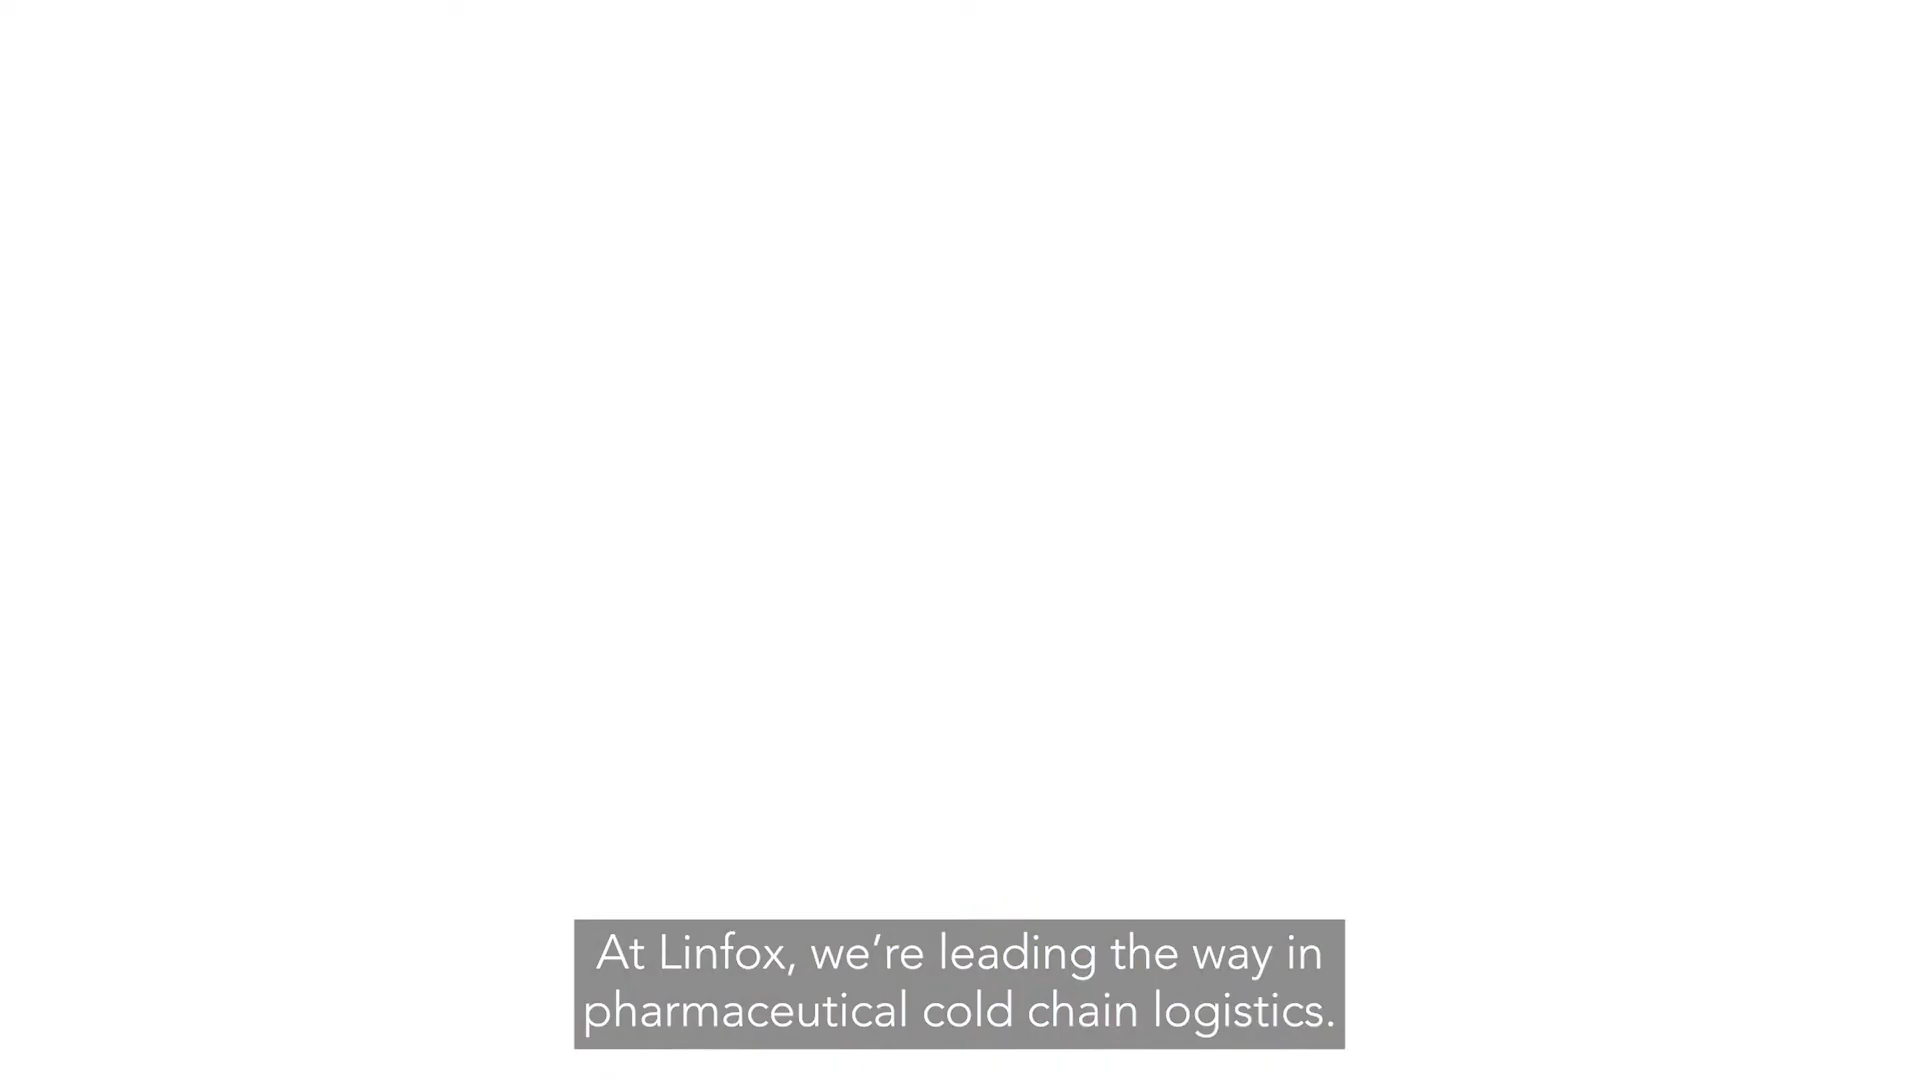 At Linfox, we’re leading the way in
pharmaceutical cold chain logistics.